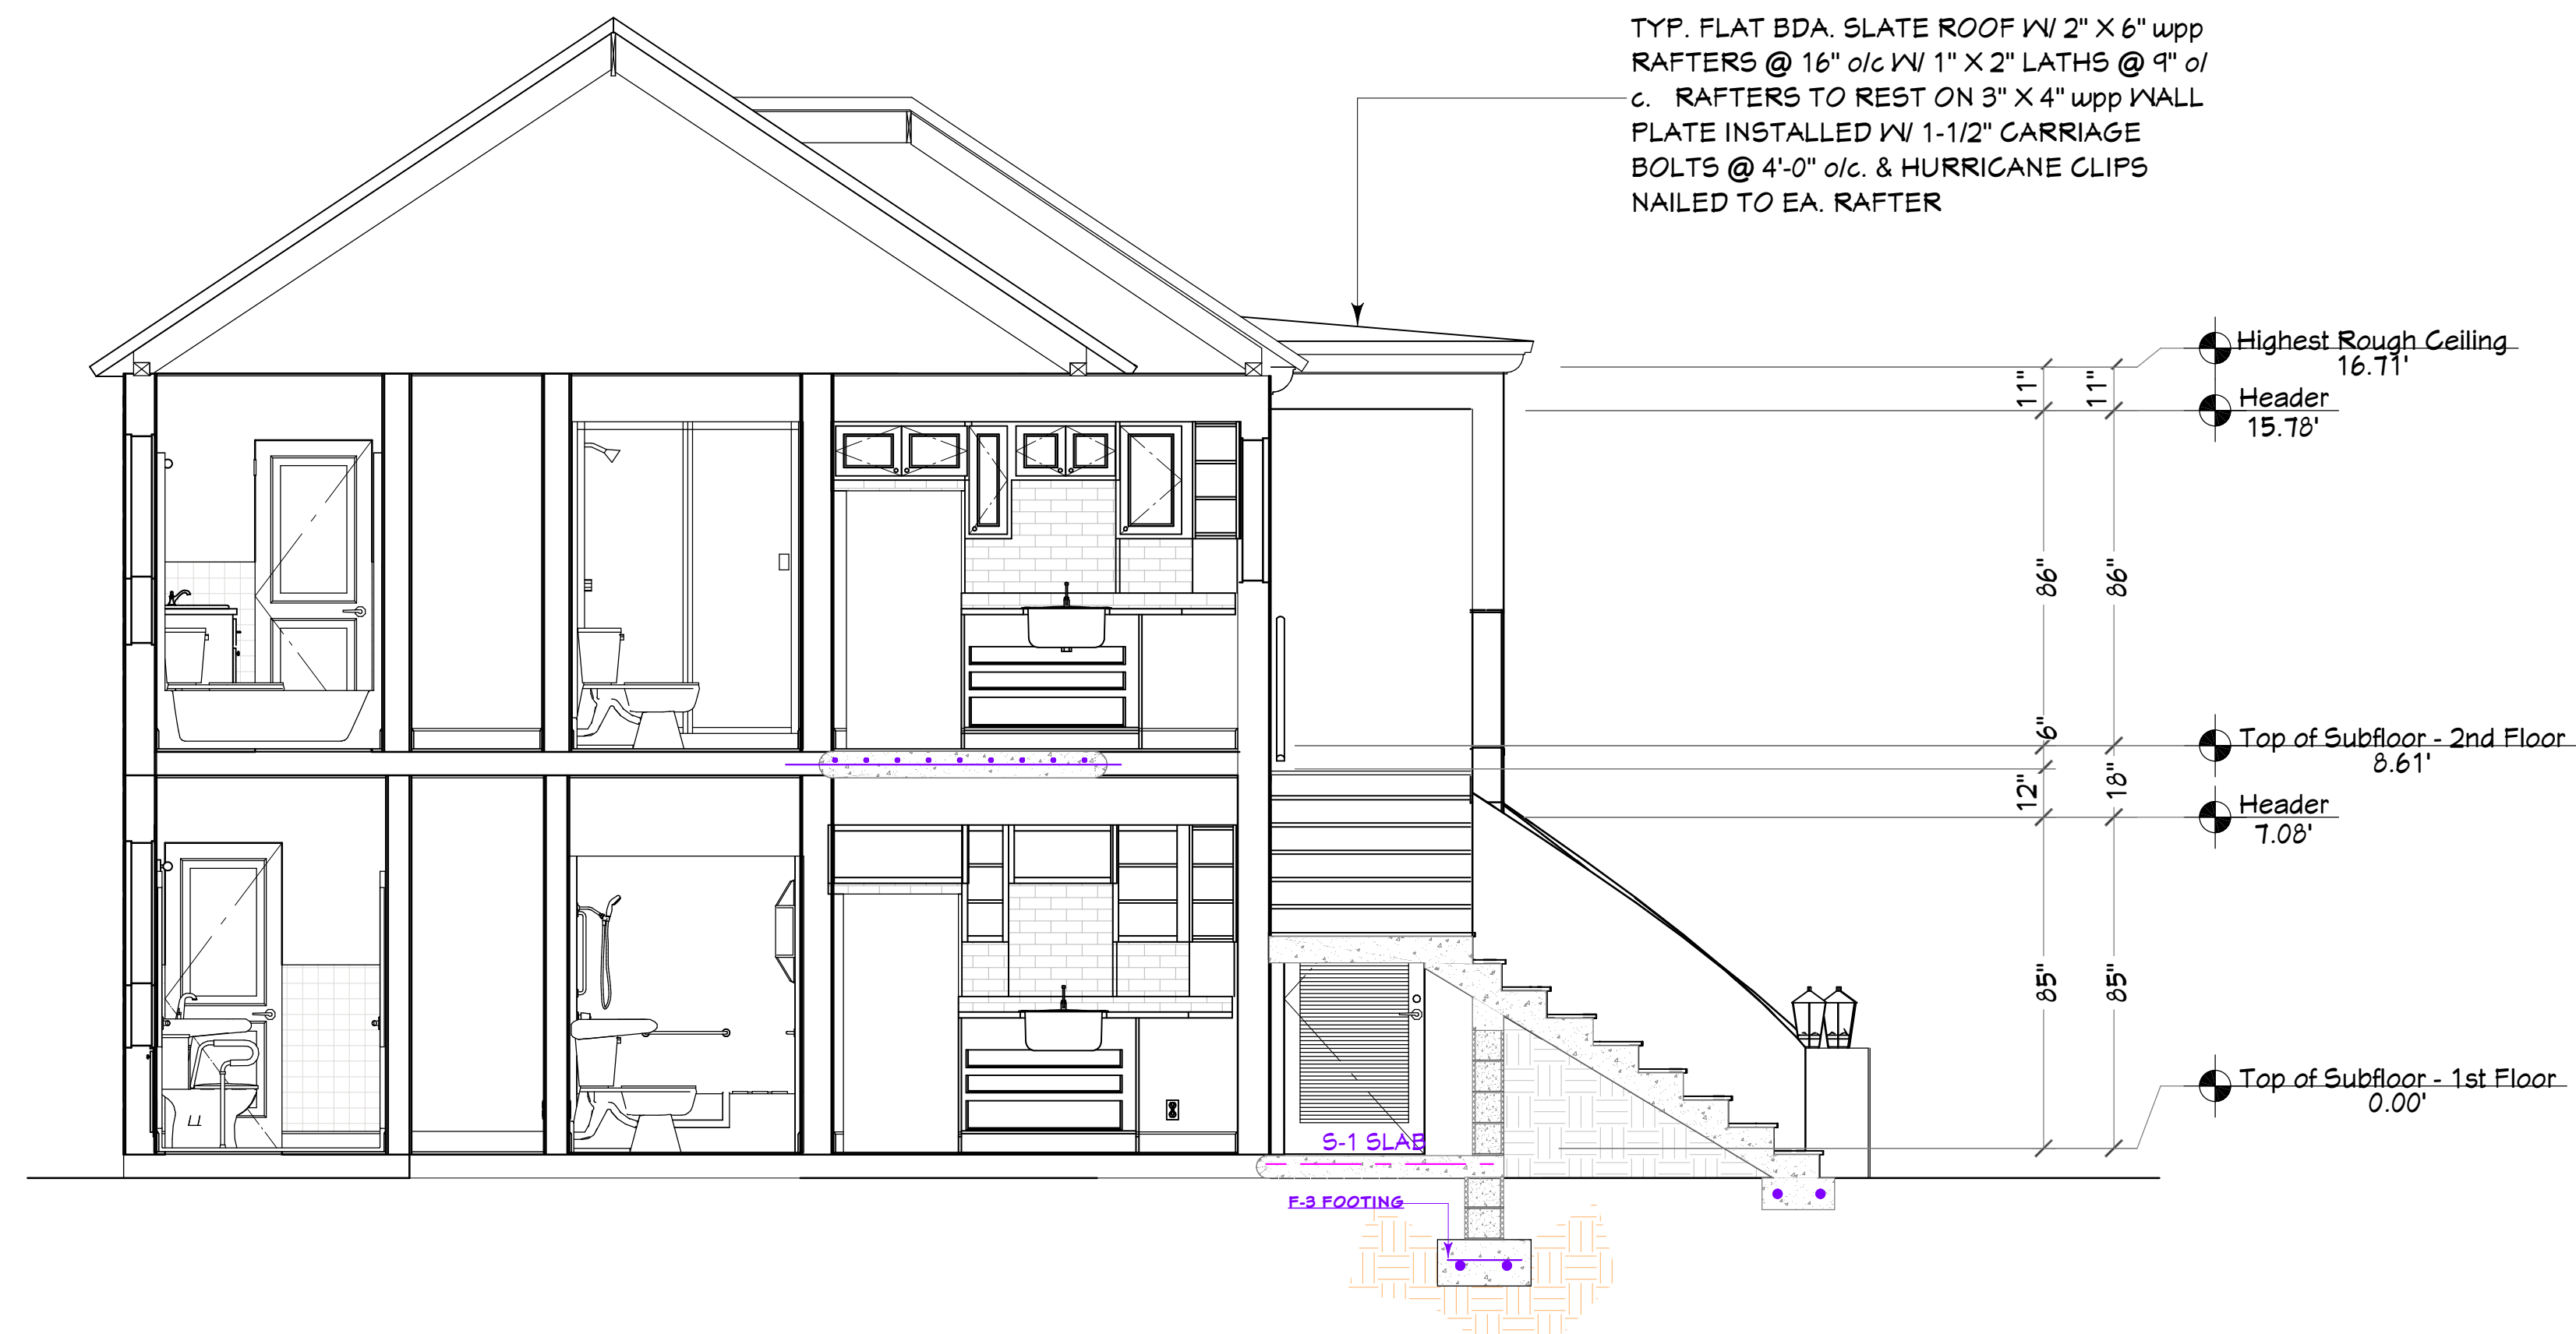 TYP. FLAT BDA. SLATE ROOF W/ 2" X 6" wpp
RAFTERS @ 16" o/c W/ 1" X 2" LATHS @ 9" o/
c. RAFTERS TO REST ON 3" X 4" wpp WALL
PLATE INSTALLED W/ 1-1/2" CARRIAGE
BOLTS @ 4'-0" o/c. & HURRICANE CLIPS
NAILED TO EA. RAFTER
Highest Rough Ceiling
16.71'
11"
11"
Header
15.78'
86"
86"
6"
Top of Subfloor - 2nd Floor
8.61'
12"
18"
Header
7.08'
85"
85"
Top of Subfloor - 1st Floor
0.00'
S-1 SLAB
F-3 FOOTING